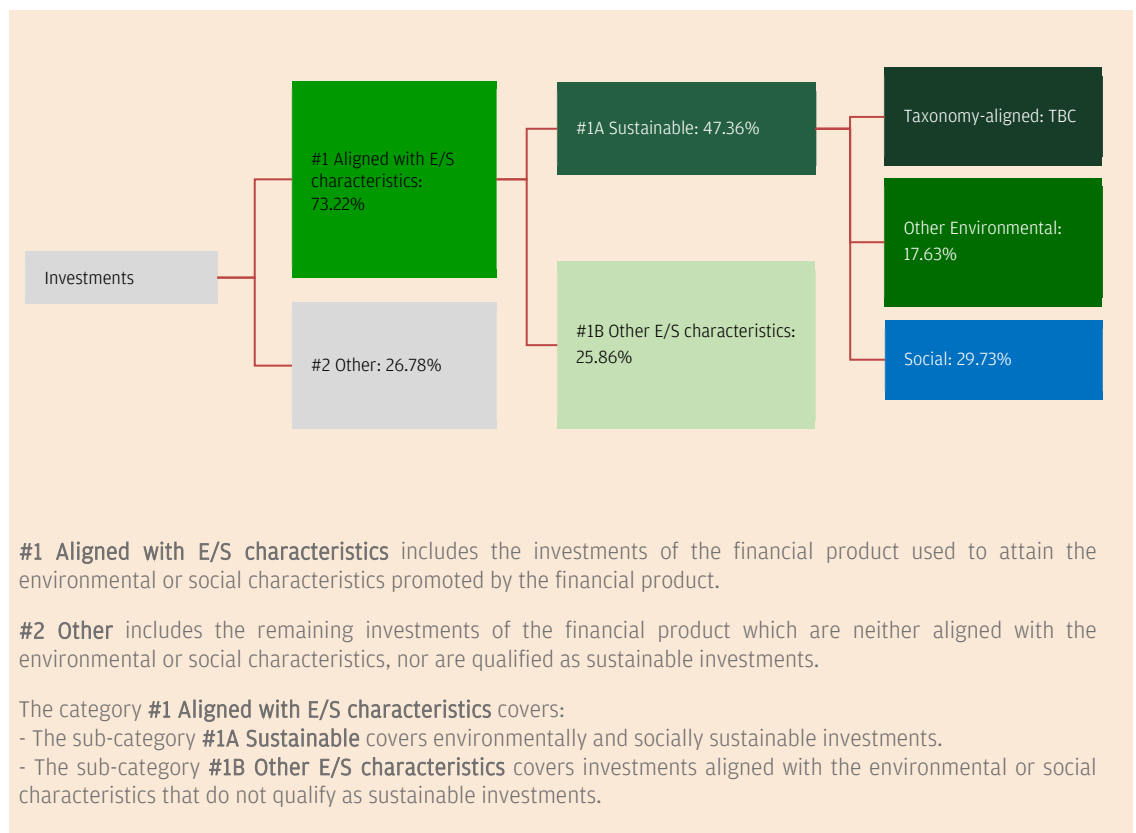 Investments
#1 Aligned with E/S
characteristics:
73.22%
#2 Other: 26.78%
#1A Sustainable: 47.36%
#1B Other E/S characteristics:
25.86%
Taxonomy-aligned: TBC
Other Environmental:
17.63%
Social: 29.73%
#1 Aligned with E/S characteristics includes the investments of the financial product used to attain the
environmental or social characteristics promoted by the financial product.
#2 Other includes the remaining investments of the financial product which are neither aligned with the
environmental or social characteristics, nor are qualified as sustainable investments.
The category #1 Aligned with E/S characteristics covers:
- The sub-category #1A Sustainable covers environmentally and socially sustainable investments.
- The sub-category #1B Other E/S characteristics covers investments aligned with the environmental or social
characteristics that do not qualify as sustainable investments.